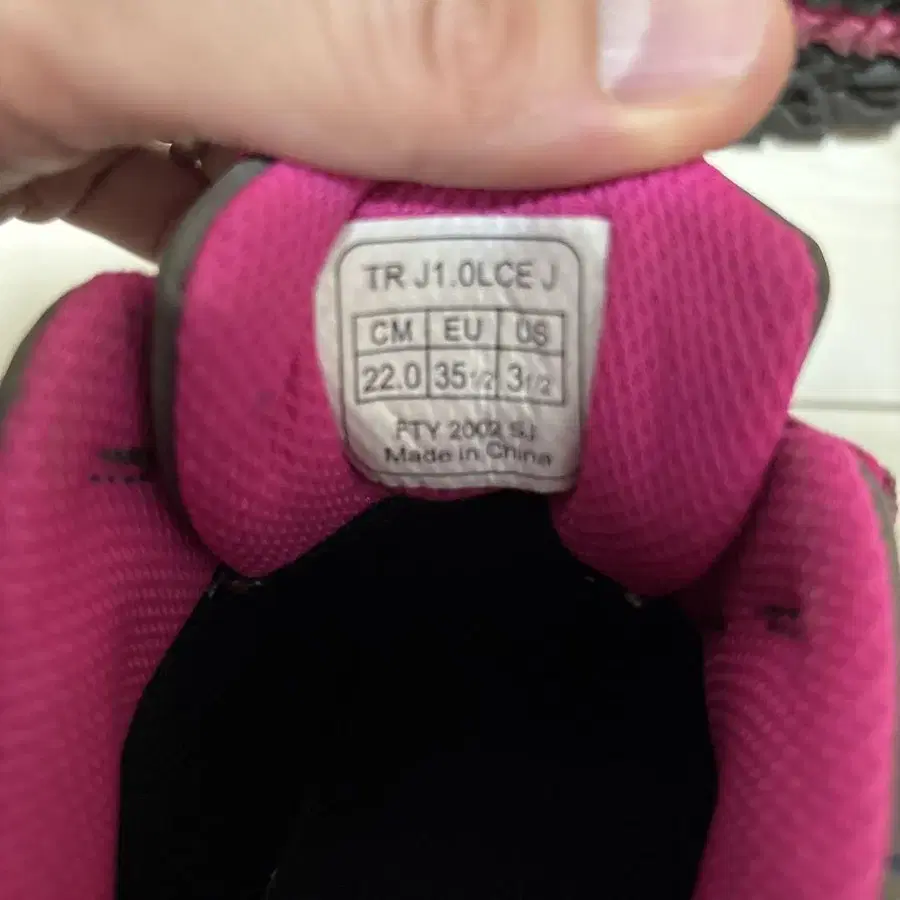 TR J1.0LCE J
CM EU US
22.0 35 1/2 3 1/2
PTY 2002 SJ
Made in China